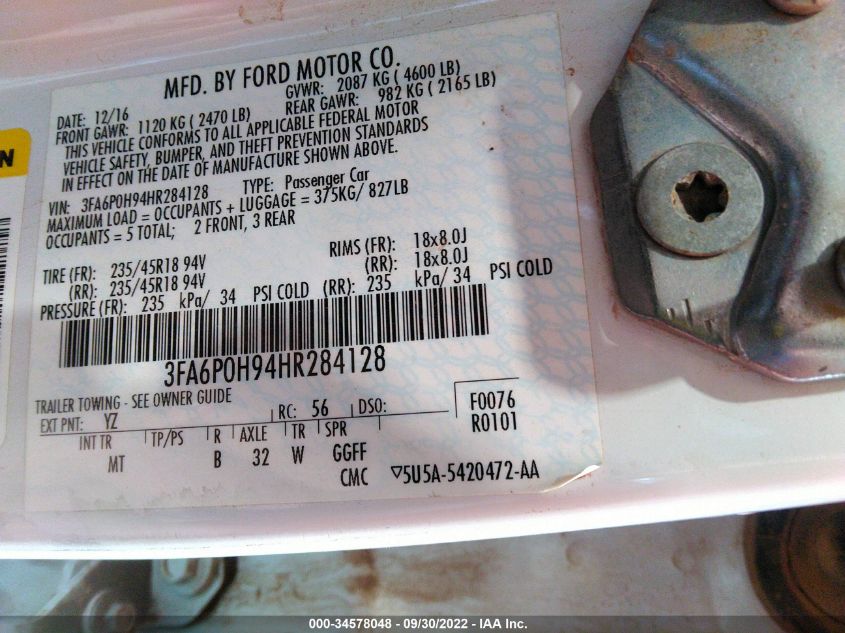 MFD. BY FORD MOTOR CO.
DATE: 12/16 GVWR: 2087 KG ( 4600 LB)
FRONT GAWR: 1120 KG ( 2470 LB) REAR GAWR: 982 KG ( 2165 LB)
THIS VEHICLE CONFORMS TO ALL APPLICABLE FEDERAL MOTOR
VEHICLE SAFETY, BUMPER, AND THEFT PREVENTION STANDARDS
IN EFFECT ON THE DATE OF MANUFACTURE SHOWN ABOVE.
VIN: 3FA6P0H94HR284128 TYPE: Passenger Car
MAXIMUM LOAD = OCCUPANTS + LUGGAGE = 375KG/ 827LB
OCCUPANTS = 5 TOTAL; 2 FRONT, 3 REAR
TIRE (FR): 235/45R18 94V RIMS (FR): 18x8.0J
(RR): 235/45R18 94V (RR): 18x8.0J
PRESSURE (FR): 235 kPa/ 34 PSI COLD (RR): 235 kPa/ 34 PSI COLD
3FA6P0H94HR284128
TRAILER TOWING - SEE OWNER GUIDE
EXT PNT: YZ RC: 56 DSO: F0076
R0101
INT TR TP/PS R AXLE TR SPR
MT B 32 W GGFF
CMC ▽5U5A-5420472-AA
000-34578048 - 09/30/2022 - IAA Inc.